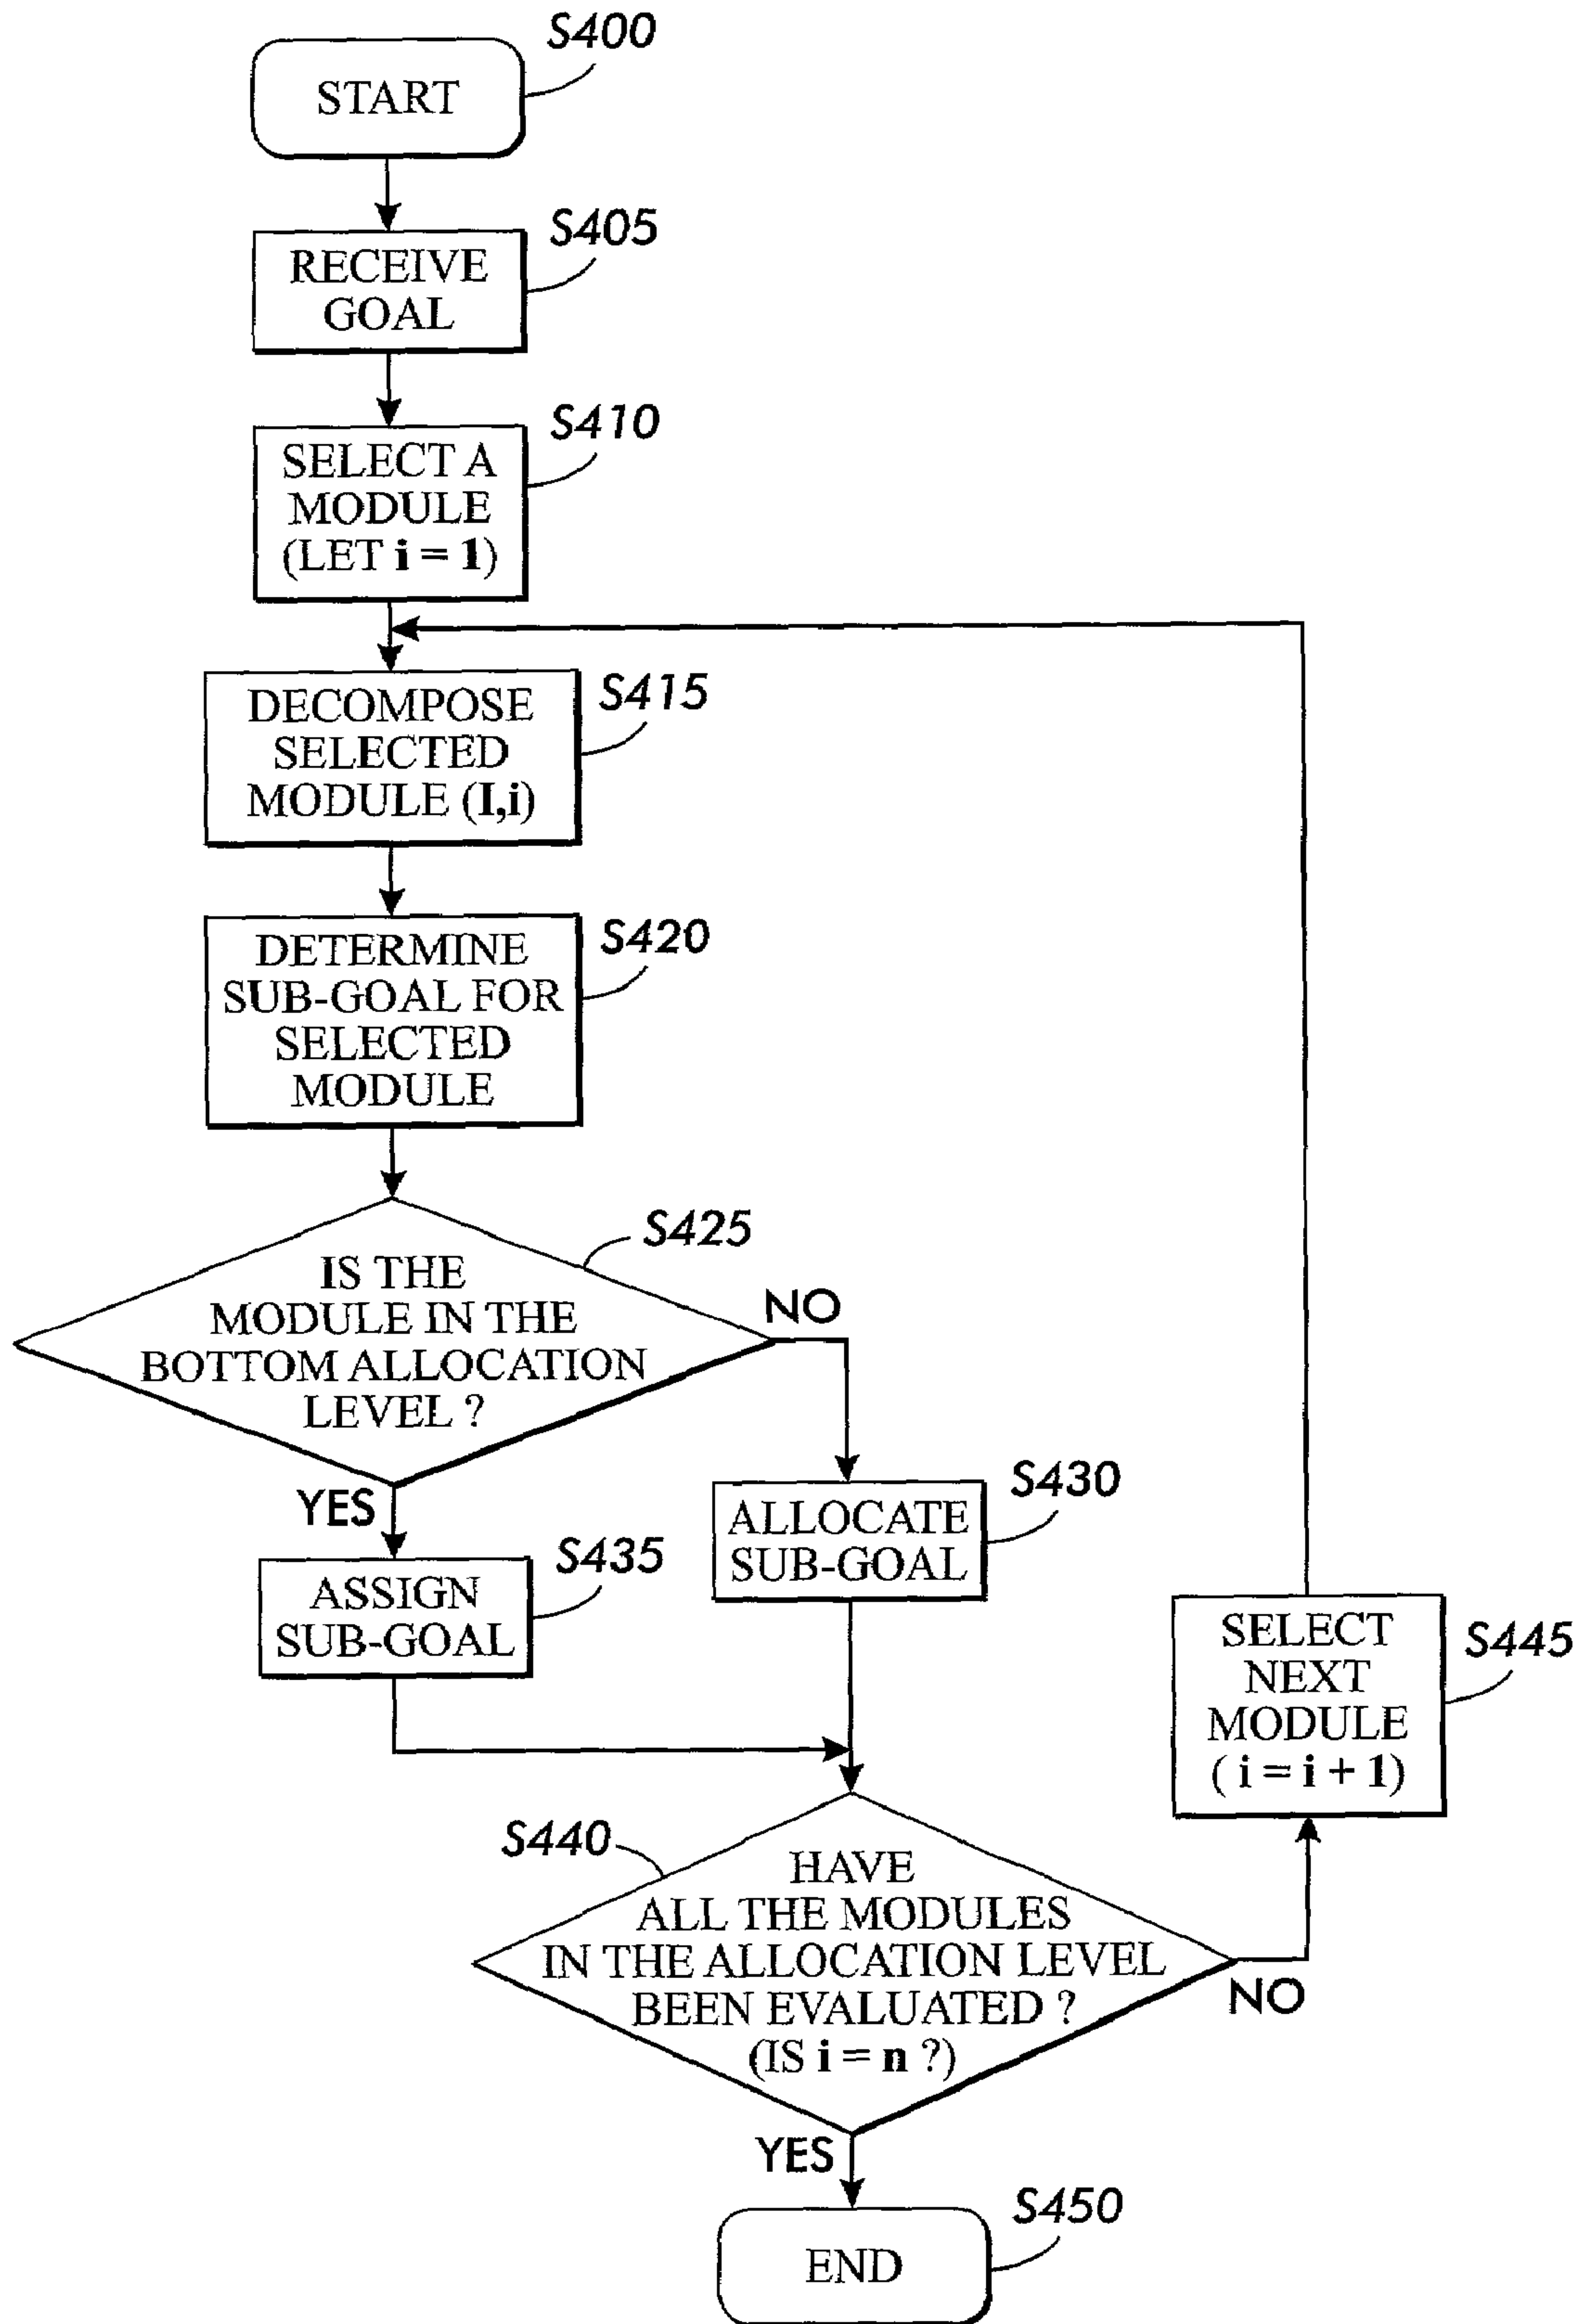 S400
START
S405
RECEIVE
GOAL
S410
SELECT A
MODULE
(LET i = 1)
S415
DECOMPOSE
SELECTED
MODULE (I,i)
S420
DETERMINE
SUB-GOAL FOR
SELECTED
MODULE
S425
IS THE
MODULE IN THE
BOTTOM ALLOCATION
LEVEL ?
NO
YES
S430
ALLOCATE
SUB-GOAL
S435
ASSIGN
SUB-GOAL
S445
SELECT
NEXT
MODULE
( i = i + 1)
S440
HAVE
ALL THE MODULES
IN THE ALLOCATION LEVEL
BEEN EVALUATED ?
(IS i = n ?)
NO
YES
S450
END